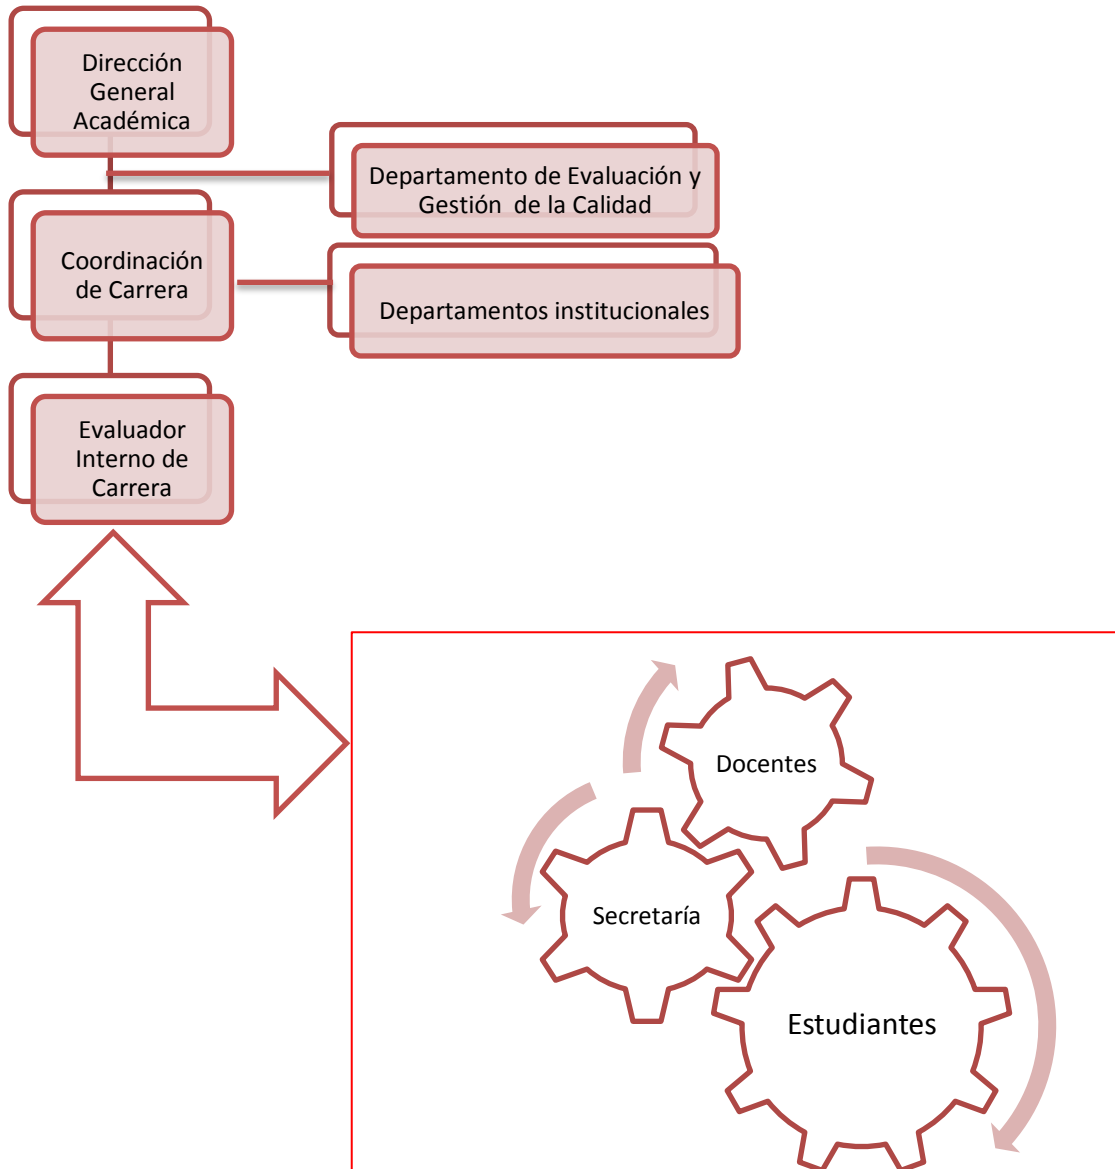 Dirección
General
Académica
Departamento de Evaluación y
Gestión de la Calidad
Coordinación
de Carrera
Departamentos institucionales
Evaluador
Interno de
Carrera
Docentes
Secretaría
Estudiantes